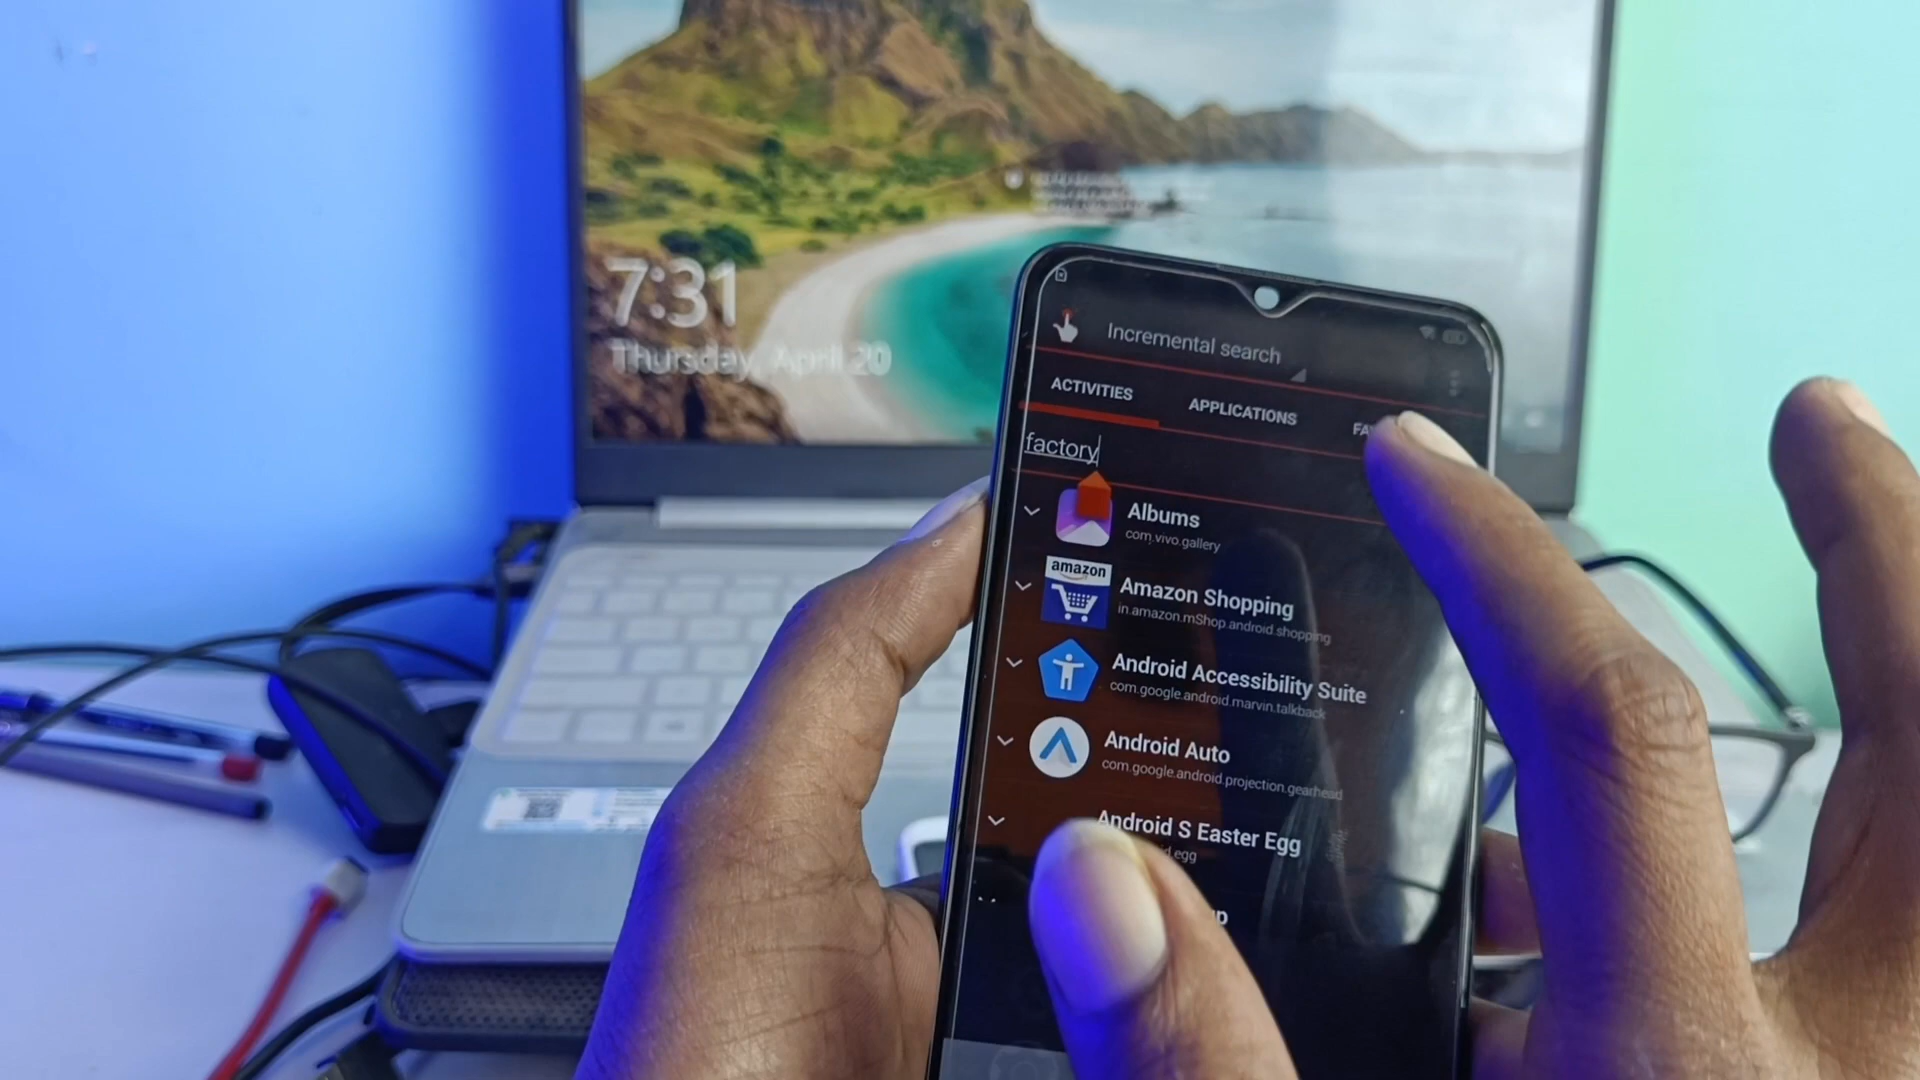 7:31
Thursday, April 20
Incremental search
ACTIVITIES
APPLICATIONS
factory
Albums
com.vivo.gallery
amazon
Amazon Shopping
in.amazon.mShop.android.shopping
Android Accessibility Suite
com.google.android.marvin.talkback
Android Auto
com.google.android.projection.gearhead
Android S Easter Egg